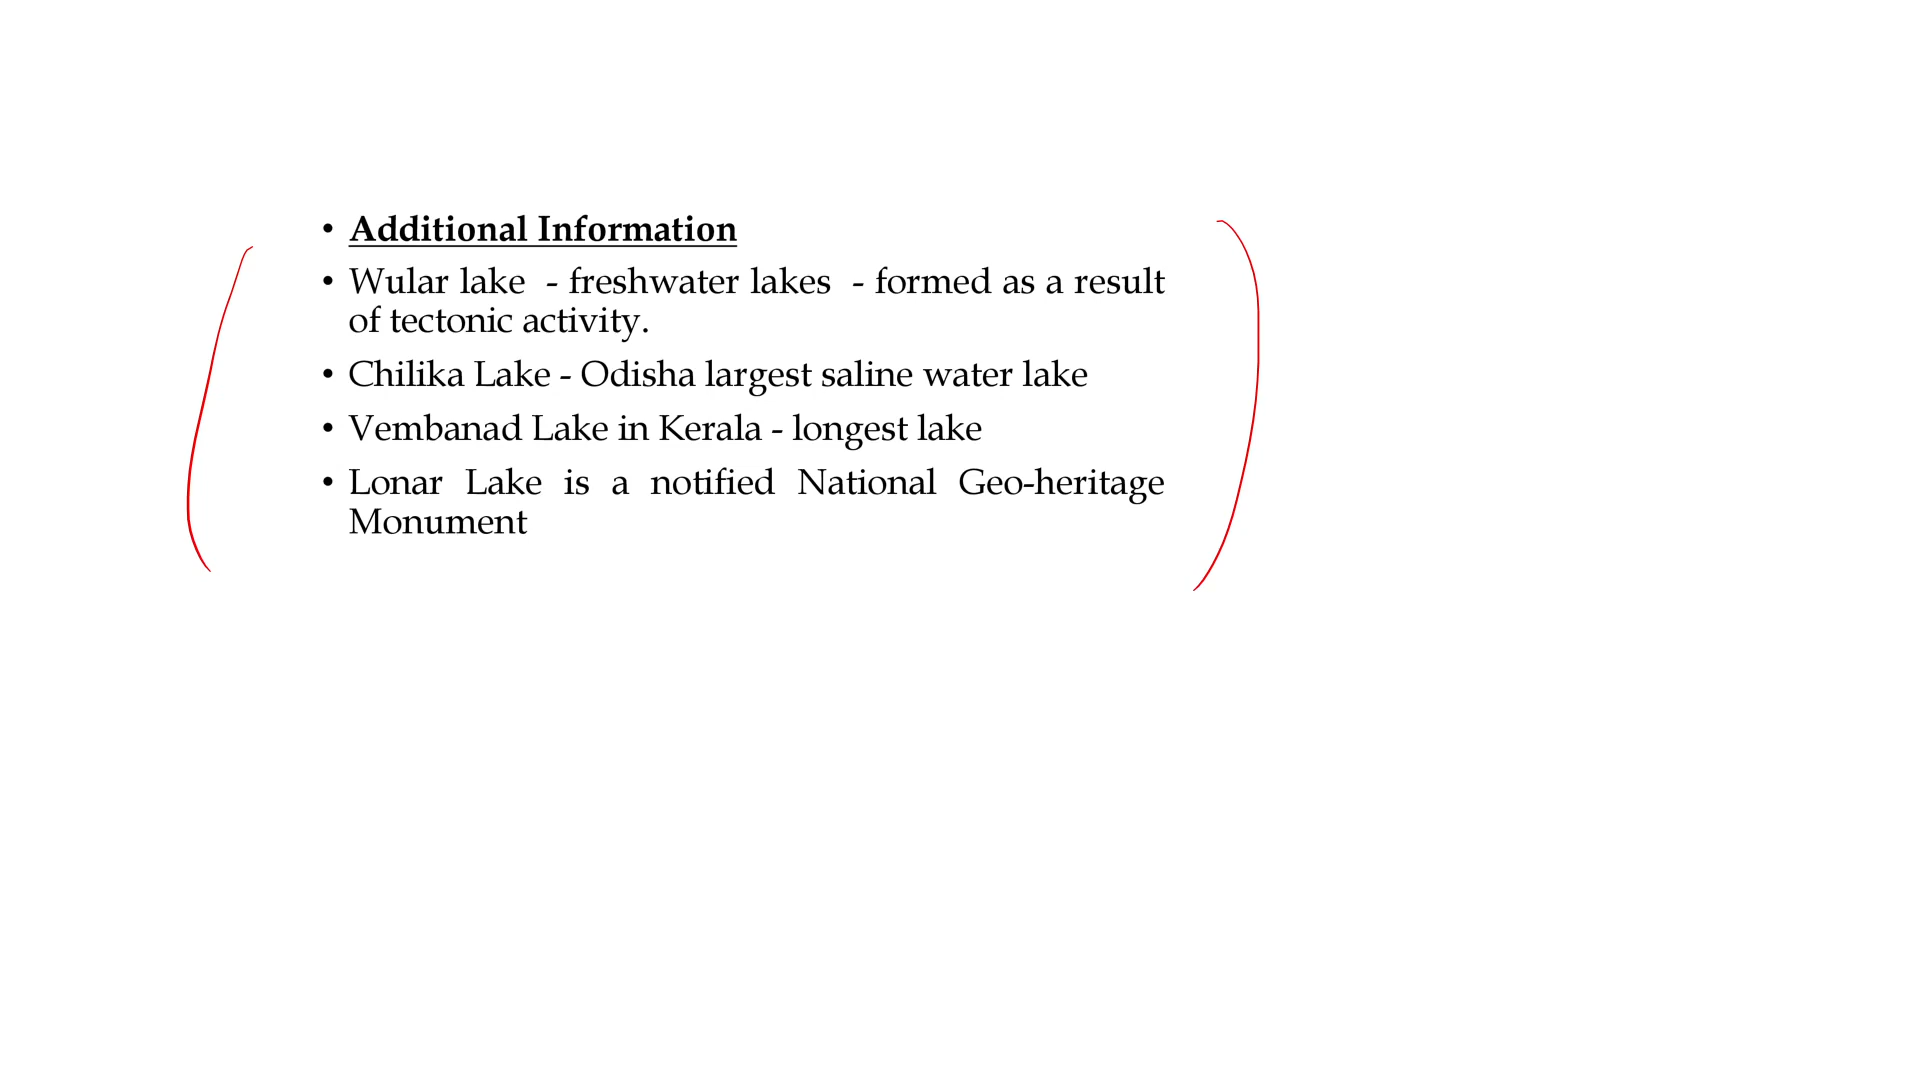 • Additional Information
• Wular lake - freshwater lakes - formed as a result
of tectonic activity.
• Chilika Lake - Odisha largest saline water lake
• Vembanad Lake in Kerala - longest lake
• Lonar Lake is a notified National Geo-heritage
Monument